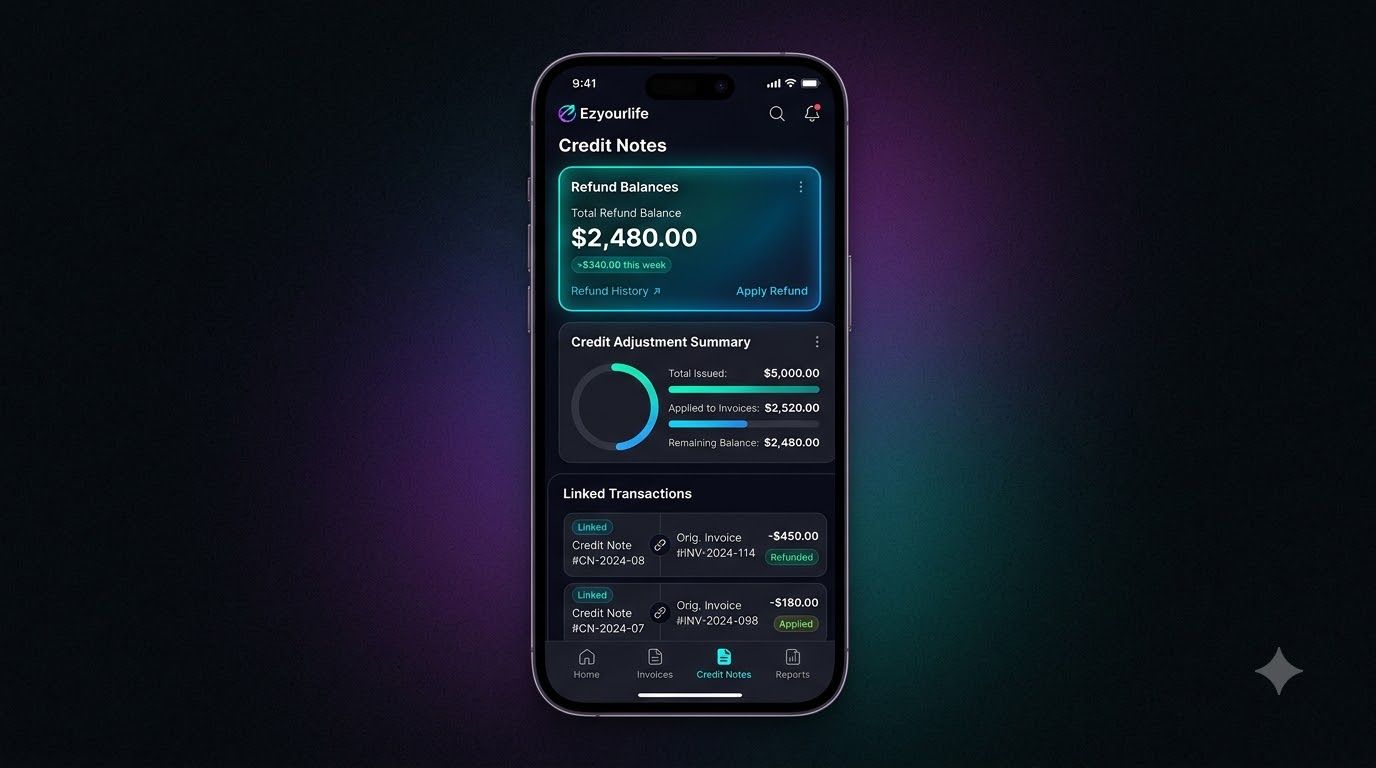 9:41
Ezyourlife
Credit Notes
Refund Balances
Total Refund Balance
$2,480.00
+$340.00 this week
Refund History ↗
Apply Refund
Credit Adjustment Summary
Total Issued: $5,000.00
Applied to Invoices: $2,520.00
Remaining Balance: $2,480.00
Linked Transactions
Linked
Credit Note
#CN-2024-08
Orig. Invoice
#INV-2024-114
-$450.00
Refunded
Linked
Credit Note
#CN-2024-07
Orig. Invoice
#INV-2024-098
-$180.00
Applied
Home
Invoices
Credit Notes
Reports